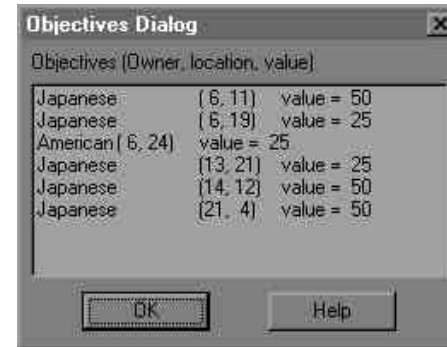 Objectives Dialog
Objectives (Owner, location, value)
Japanese ( 6, 11) value = 50
Japanese ( 6, 19) value = 25
American ( 6, 24) value = 25
Japanese (13, 21) value = 25
Japanese (14, 12) value = 50
Japanese (21, 4) value = 50
OK Help